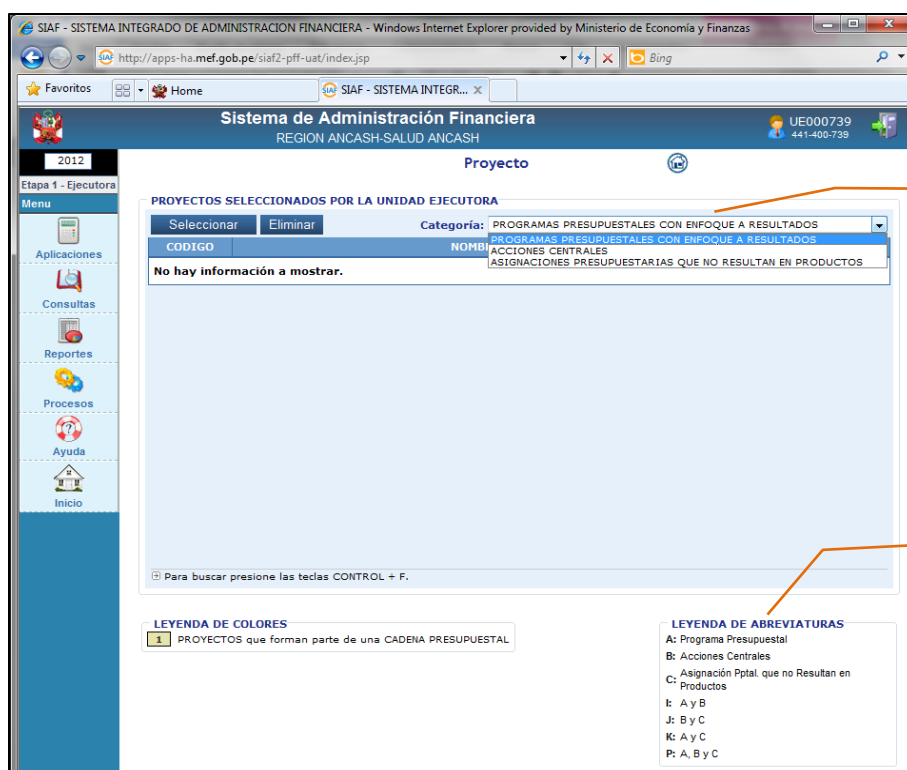 SIAF - SISTEMA INTEGRADO DE ADMINISTRACION FINANCIERA - Windows Internet Explorer provided by Ministerio de Economía y Finanzas
http://apps-ha.mef.gob.pe/siaf2-pff-uat/index.jsp
Bing
Favoritos
Home
SIAF - SISTEMA INTEGR...
Sistema de Administración Financiera
REGION ANCASH-SALUD ANCASH
UE000739
441-400-739
2012
Proyecto
Etapa 1 - Ejecutora
Menu
Aplicaciones
Consultas
Reportes
Procesos
Ayuda
Inicio
PROYECTOS SELECCIONADOS POR LA UNIDAD EJECUTORA
Seleccionar
Eliminar
Categoría:
PROGRAMAS PRESUPUESTALES CON ENFOQUE A RESULTADOS
PROGRAMAS PRESUPUESTALES CON ENFOQUE A RESULTADOS
ACCIONES CENTRALES
ASIGNACIONES PRESUPUESTARIAS QUE NO RESULTAN EN PRODUCTOS
CODIGO
No hay información a mostrar.
Para buscar presione las teclas CONTROL + F.
LEYENDA DE COLORES
1 PROYECTOS que forman parte de una CADENA PRESUPUESTAL
LEYENDA DE ABREVIATURAS
A: Programa Presupuestal
B: Acciones Centrales
C: Asignación Pptal. que no Resultan en
Productos
I: A y B
J: B y C
K: A y C
P: A, B y C